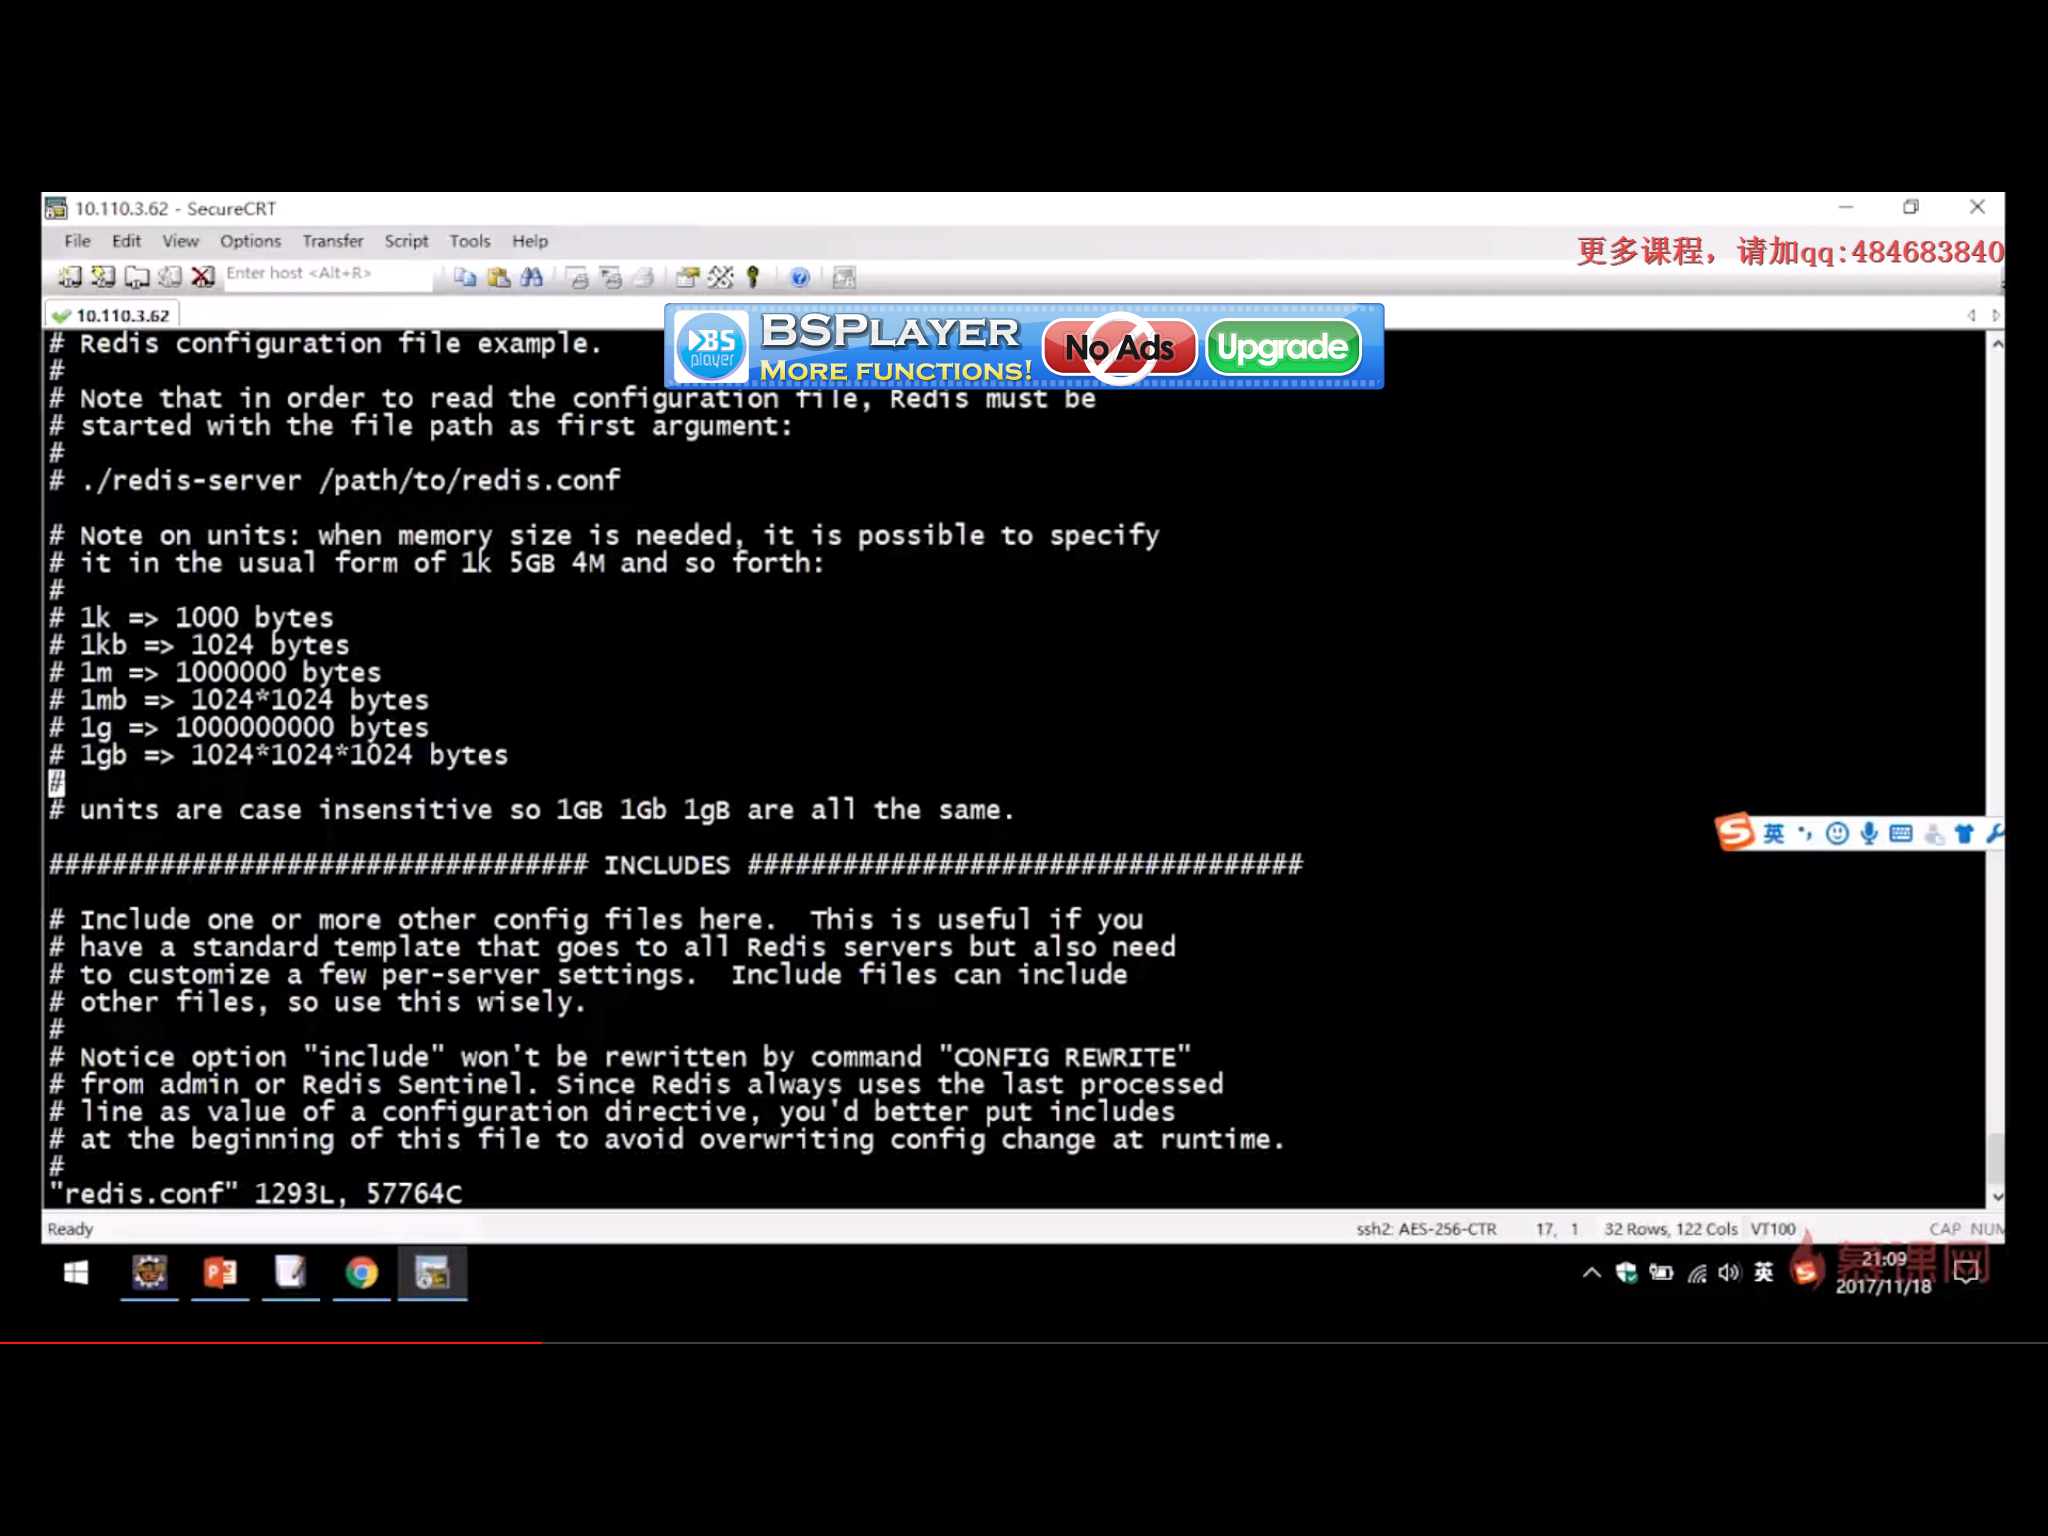 10.110.3.62 - SecureCRT
File Edit View Options Transfer Script Tools Help
更多课程，请加qq:484683840
Enter host <Alt+R>
10.110.3.62
BSPLAYER
MORE FUNCTIONS!
BS player
No Ads
Upgrade
# Redis configuration file example.
#
# Note that in order to read the configuration file, Redis must be
# started with the file path as first argument:
#
# ./redis-server /path/to/redis.conf
# Note on units: when memory size is needed, it is possible to specify
# it in the usual form of 1k 5GB 4M and so forth:
#
# 1k => 1000 bytes
# 1kb => 1024 bytes
# 1m => 1000000 bytes
# 1mb => 1024*1024 bytes
# 1g => 1000000000 bytes
# 1gb => 1024*1024*1024 bytes
#
# units are case insensitive so 1GB 1Gb 1gB are all the same.
################################## INCLUDES ###################################
# Include one or more other config files here.  This is useful if you
# have a standard template that goes to all Redis servers but also need
# to customize a few per-server settings.  Include files can include
# other files, so use this wisely.
#
# Notice option "include" won't be rewritten by command "CONFIG REWRITE"
# from admin or Redis Sentinel. Since Redis always uses the last processed
# line as value of a configuration directive, you'd better put includes
# at the beginning of this file to avoid overwriting config change at runtime.
#
"redis.conf" 1293L, 57764C
英
Ready
ssh2: AES-256-CTR 17, 1 32 Rows, 122 Cols VT100 CAP NUM
英
慕课网
21:09
2017/11/18